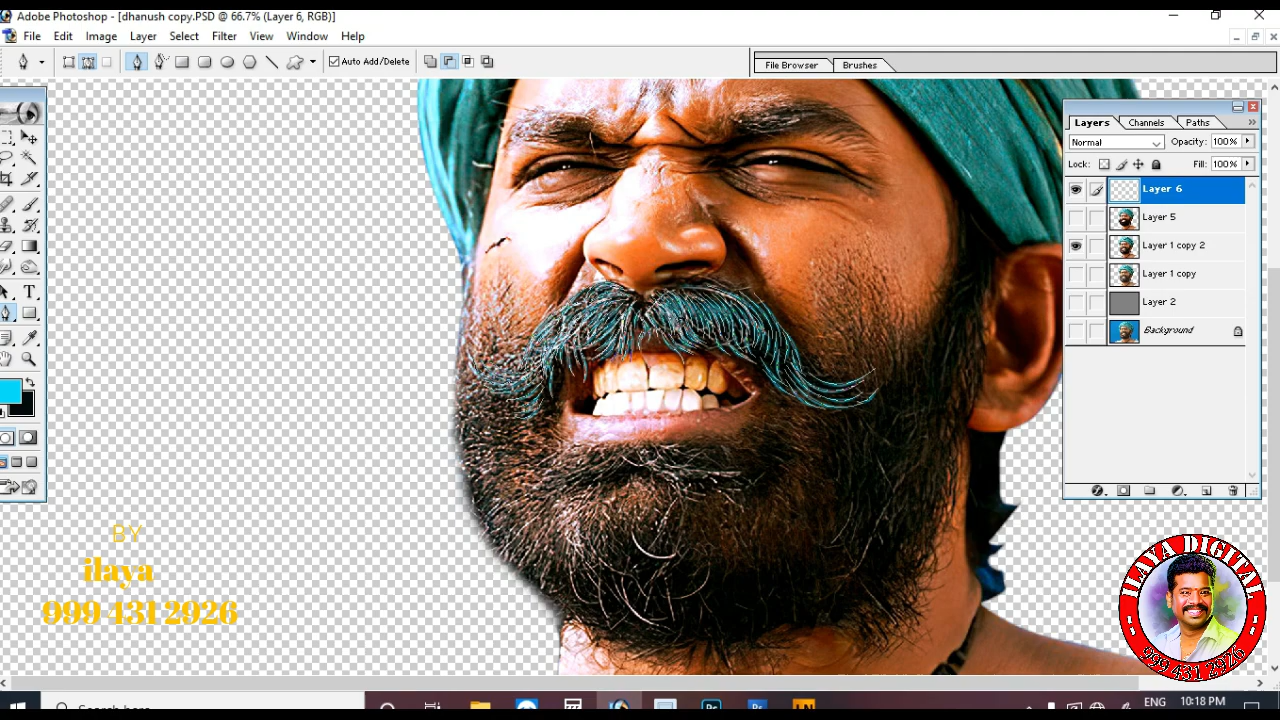 Adobe Photoshop - [dhanush copy.PSD @ 66.7% (Layer 6, RGB)]
File Edit Image Layer Select Filter View Window Help
Auto Add/Delete
File Browser Brushes
Layers Channels Paths
Normal Opacity: 100%
Lock: Fill: 100%
Layer 6
Layer 5
Layer 1 copy 2
Layer 1 copy
Layer 2
Background
T
BY
ilaya
999 431 2926
ILAYA DIGITAL
999 431 2926
Search here
Ps
ENG
10:18 PM